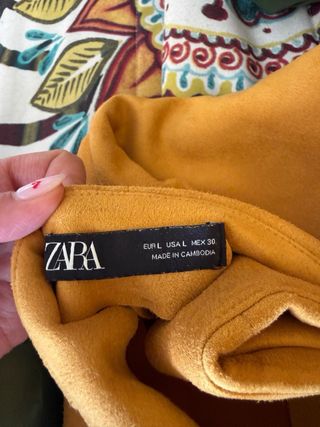 ZARA
EUR L USA L MEX 30
MADE IN CAMBODIA